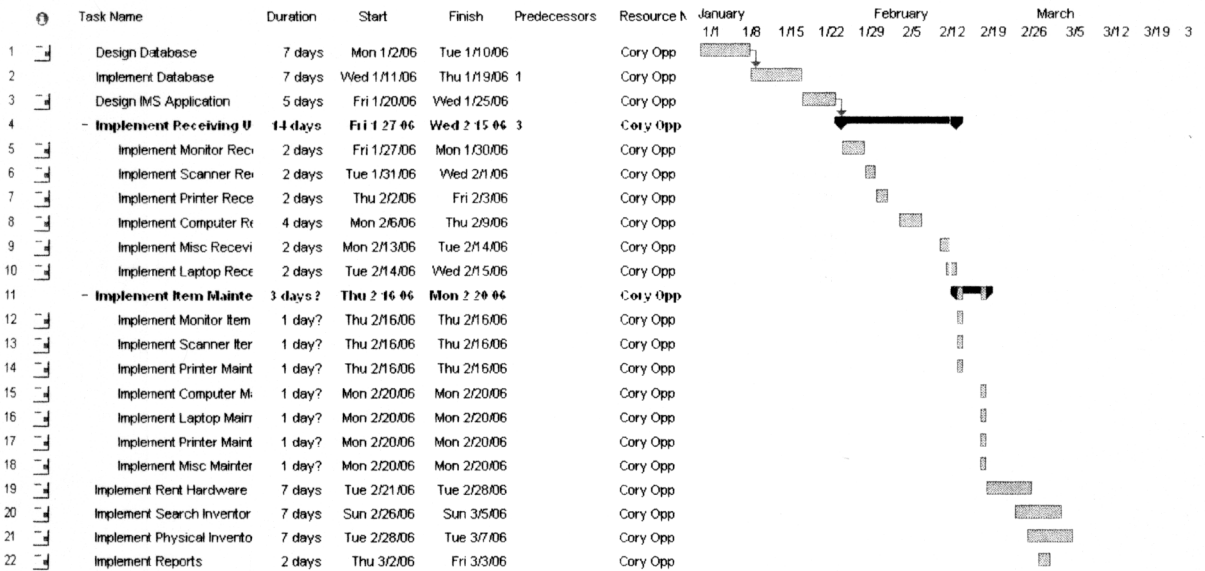 Task Name Duration Start Finish Predecessors Resource N January February March
1/1 1/8 1/15 1/22 1/29 2/5 2/12 2/19 2/26 3/5 3/12 3/19 3
1 Design Database 7 days Mon 1/2/06 Tue 1/10/06 Cory Opp
2 Implement Database 7 days Wed 1/11/06 Thu 1/19/06 1 Cory Opp
3 Design IMS Application 5 days Fri 1/20/06 Wed 1/25/06 Cory Opp
4 − Implement Receiving U 14 days Fri 1 27 06 Wed 2 15 06 3 Cory Opp
5 Implement Monitor Rec 2 days Fri 1/27/06 Mon 1/30/06 Cory Opp
6 Implement Scanner Re 2 days Tue 1/31/06 Wed 2/1/06 Cory Opp
7 Implement Printer Rece 2 days Thu 2/2/06 Fri 2/3/06 Cory Opp
8 Implement Computer Re 4 days Mon 2/6/06 Thu 2/9/06 Cory Opp
9 Implement Misc Recevi 2 days Mon 2/13/06 Tue 2/14/06 Cory Opp
10 Implement Laptop Rece 2 days Tue 2/14/06 Wed 2/15/06 Cory Opp
11 − Implement Item Mainte 3 days? Thu 2 16 06 Mon 2 20 06 Cory Opp
12 Implement Monitor Item 1 day? Thu 2/16/06 Thu 2/16/06 Cory Opp
13 Implement Scanner Iter 1 day? Thu 2/16/06 Thu 2/16/06 Cory Opp
14 Implement Printer Maint 1 day? Thu 2/16/06 Thu 2/16/06 Cory Opp
15 Implement Computer M 1 day? Mon 2/20/06 Mon 2/20/06 Cory Opp
16 Implement Laptop Mair 1 day? Mon 2/20/06 Mon 2/20/06 Cory Opp
17 Implement Printer Maint 1 day? Mon 2/20/06 Mon 2/20/06 Cory Opp
18 Implement Misc Mainter 1 day? Mon 2/20/06 Mon 2/20/06 Cory Opp
19 Implement Rent Hardware 7 days Tue 2/21/06 Tue 2/28/06 Cory Opp
20 Implement Search Inventor 7 days Sun 2/26/06 Sun 3/5/06 Cory Opp
21 Implement Physical Invento 7 days Tue 2/28/06 Tue 3/7/06 Cory Opp
22 Implement Reports 2 days Thu 3/2/06 Fri 3/3/06 Cory Opp